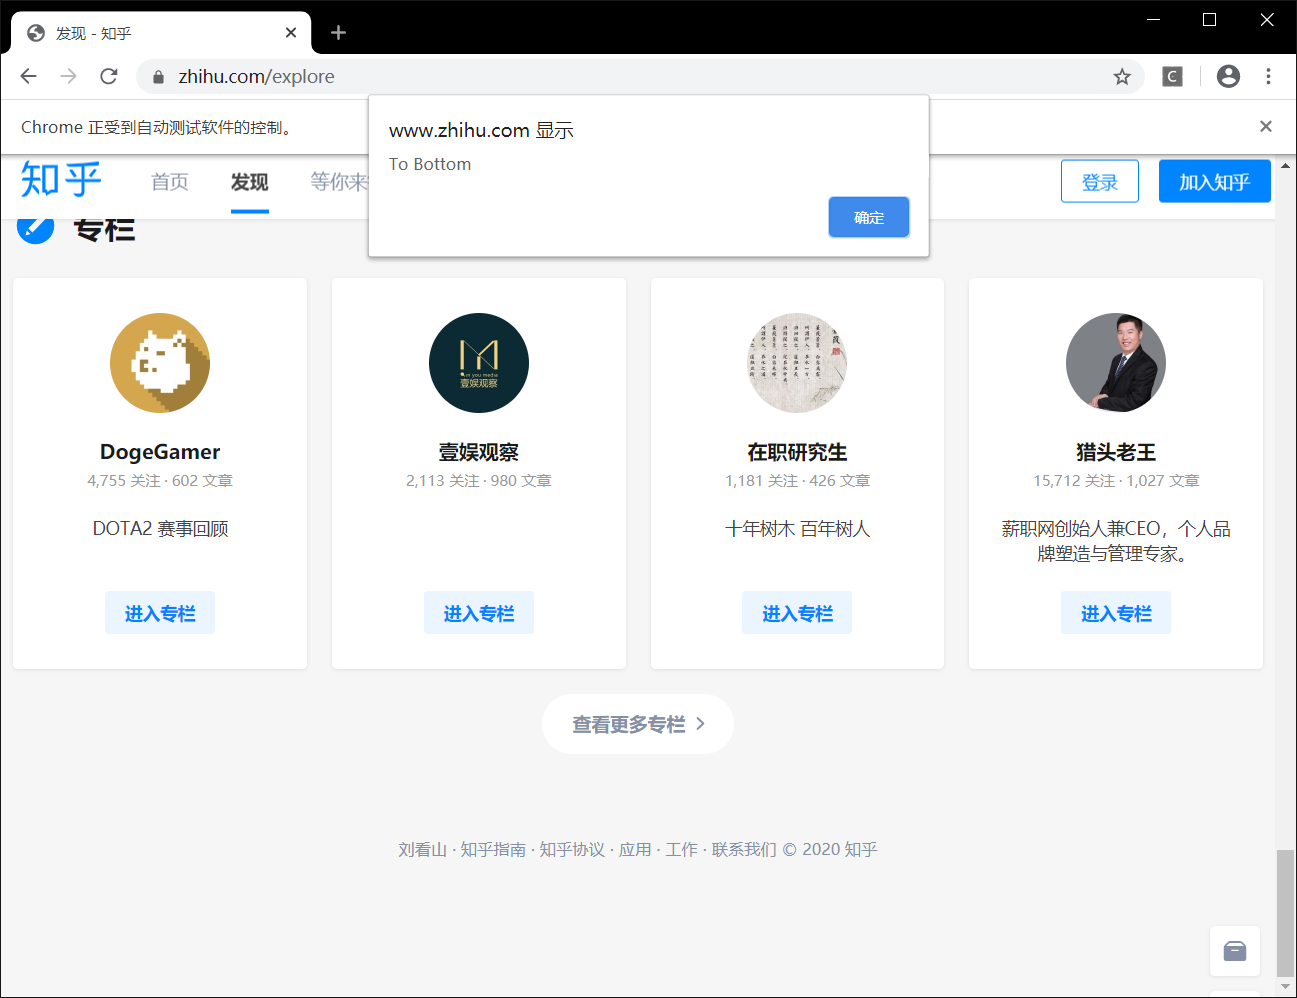 发现 - 知乎
zhihu.com/explore
C
Chrome 正受到自动测试软件的控制。
www.zhihu.com 显示
To Bottom
确定
知乎
首页
发现
等你来
登录
加入知乎
专栏
m you media
壹娱观察
DogeGamer
4,755 关注 · 602 文章
DOTA2 赛事回顾
进入专栏
壹娱观察
2,113 关注 · 980 文章
进入专栏
在职研究生
1,181 关注 · 426 文章
十年树木 百年树人
进入专栏
猎头老王
15,712 关注 · 1,027 文章
薪职网创始人兼CEO，个人品
牌塑造与管理专家。
进入专栏
查看更多专栏
刘看山 · 知乎指南 · 知乎协议 · 应用 · 工作 · 联系我们 © 2020 知乎